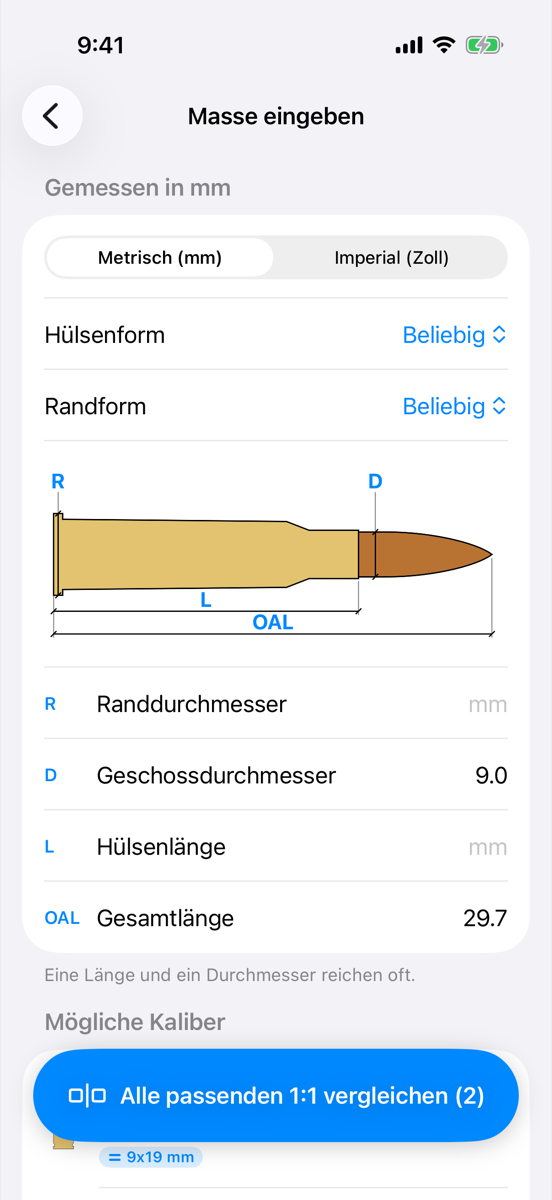 9:41
Masse eingeben
Gemessen in mm
Metrisch (mm) Imperial (Zoll)
Hülsenform Beliebig
Randform Beliebig
R D
L
OAL
R Randdurchmesser mm
D Geschossdurchmesser 9.0
L Hülsenlänge mm
OAL Gesamtlänge 29.7
Eine Länge und ein Durchmesser reichen oft.
Mögliche Kaliber
Alle passenden 1:1 vergleichen (2)
= 9x19 mm